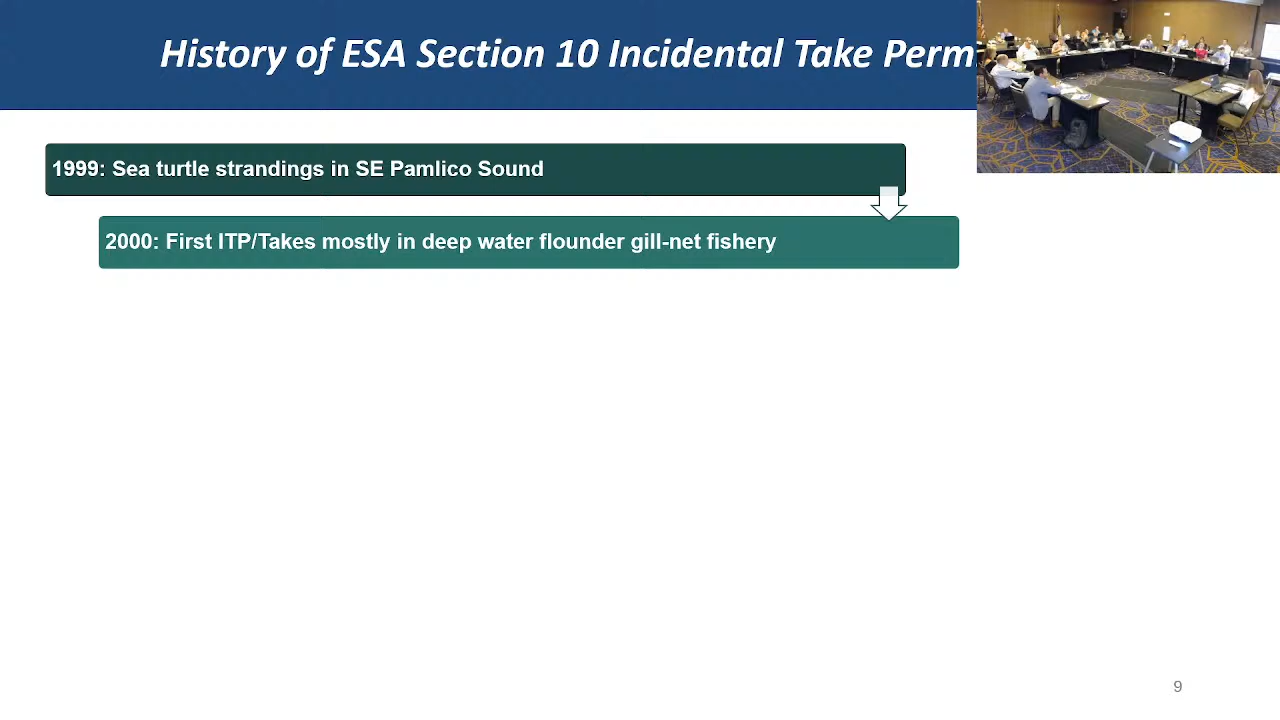 History of ESA Section 10 Incidental Take Perm
1999: Sea turtle strandings in SE Pamlico Sound
2000: First ITP/Takes mostly in deep water flounder gill-net fishery
9